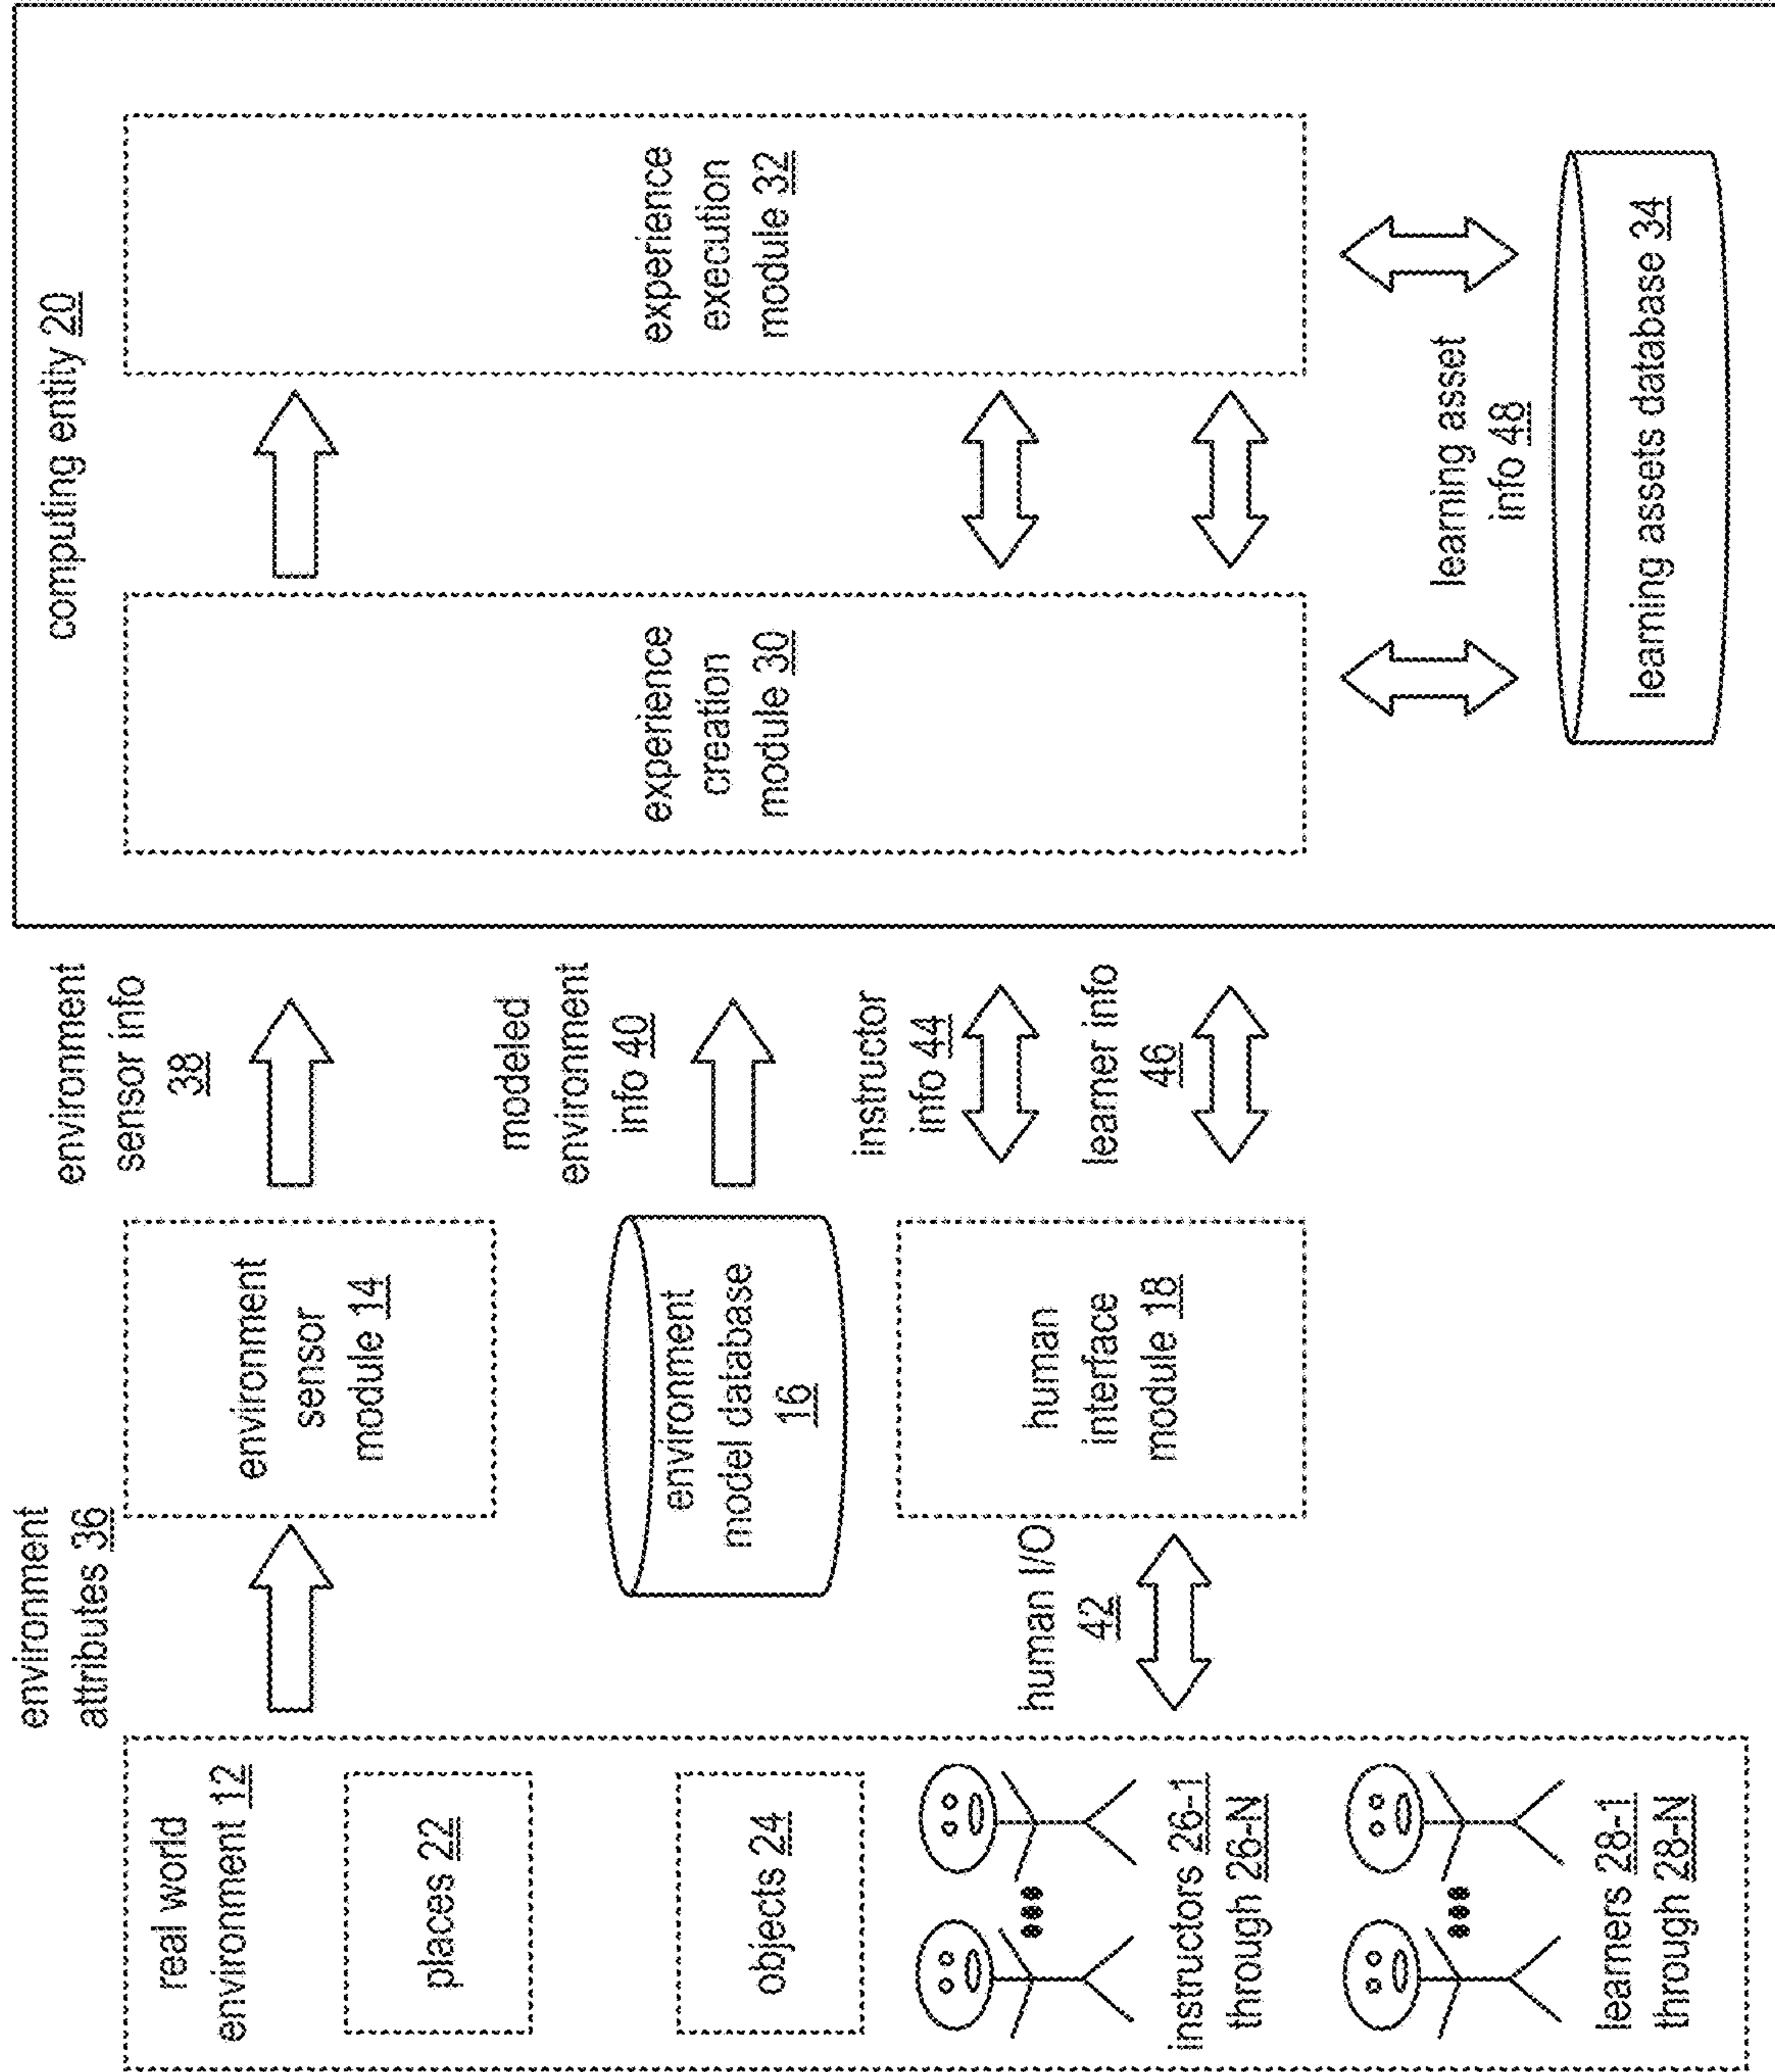 real world
environment 12
places 22
objects 24
instructors 26-1
through 26-N
learners 28-1
through 28-N
environment
attributes 36
human I/O
42
environment
sensor
module 14
environment
model database
16
human
interface
module 18
environment
sensor info
38
modeled
environment
info 40
instructor
info 44
learner info
46
computing entity 20
experience
creation
module 30
experience
execution
module 32
learning asset
info 48
learning assets database 34